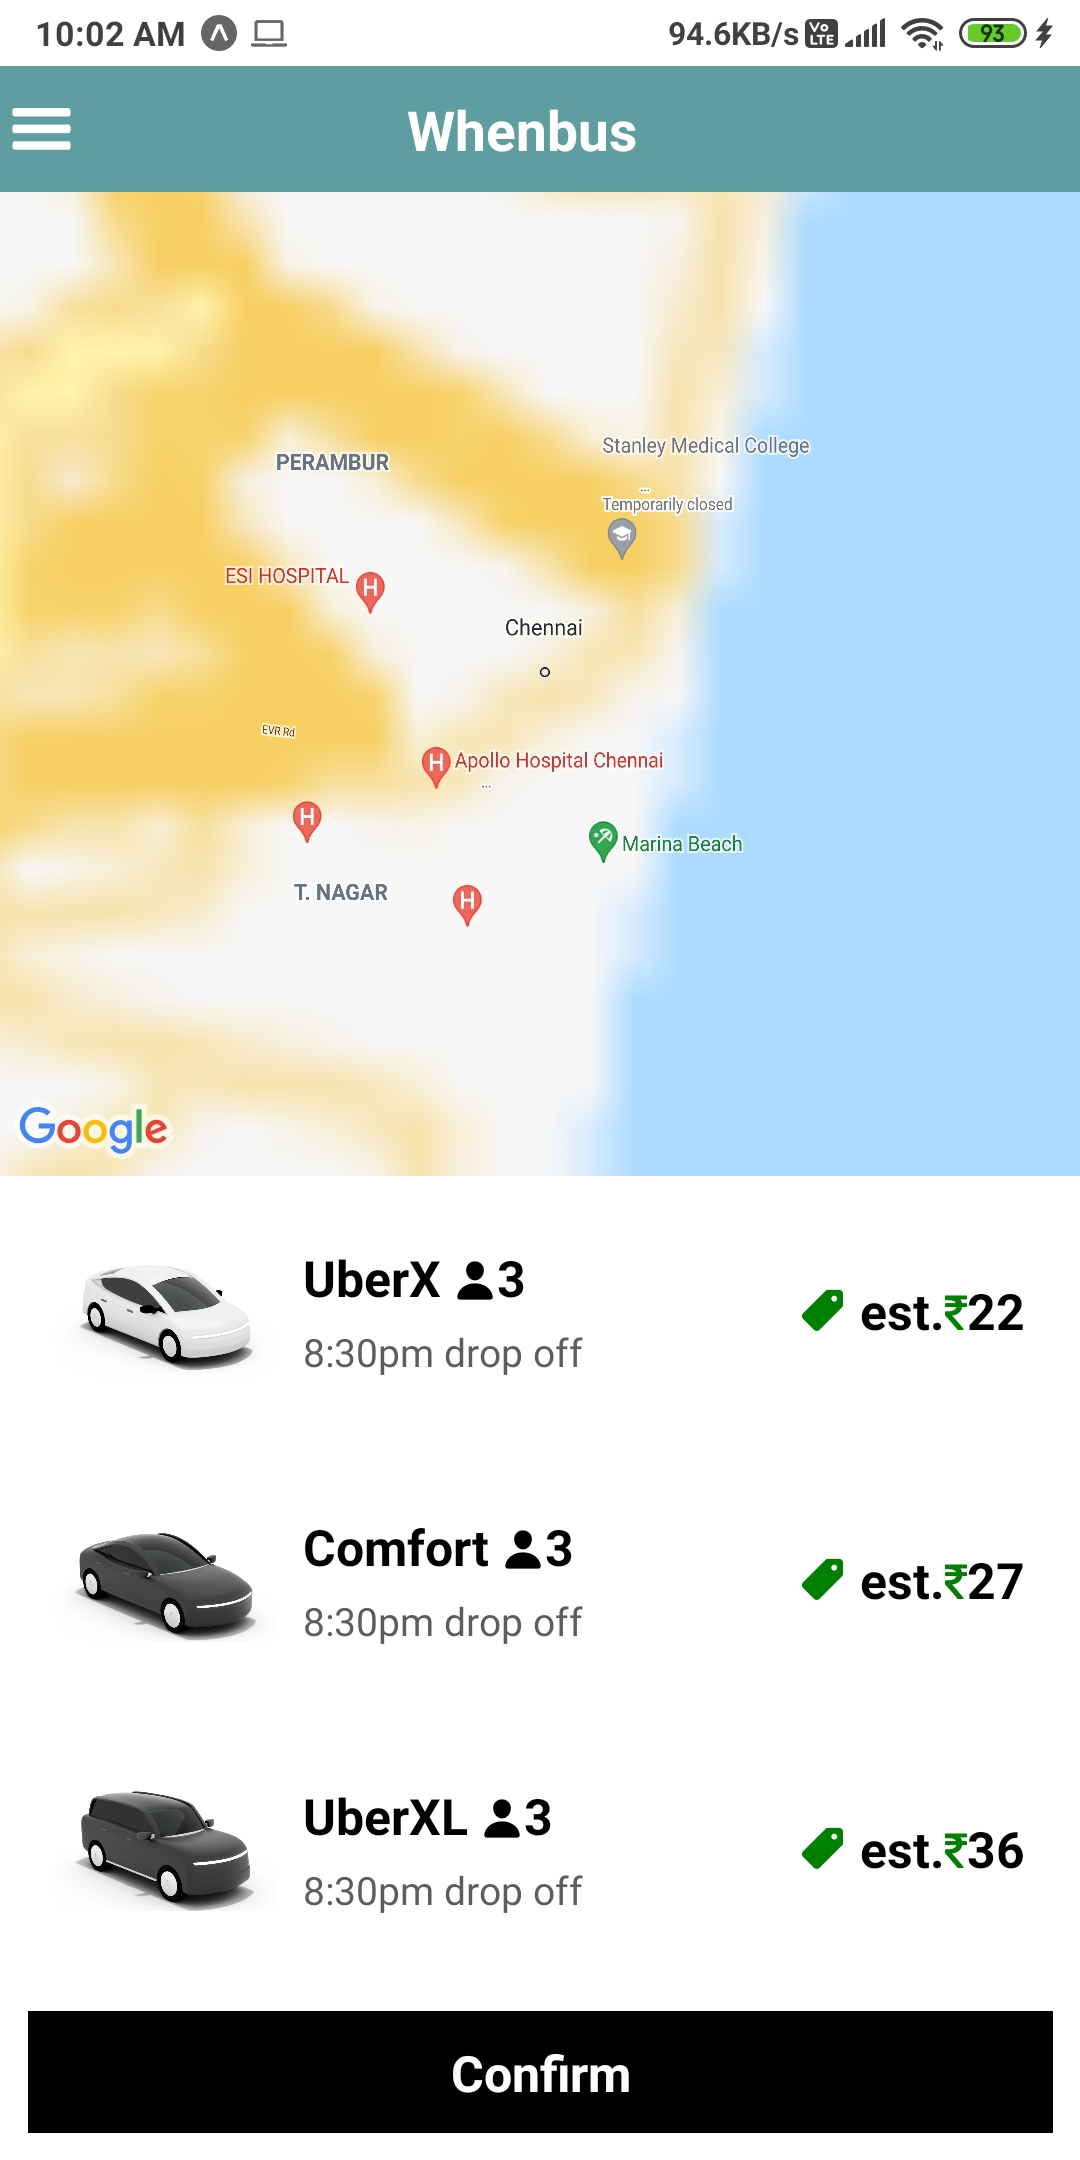 10:02 AM
94.6KB/s
Vo
LTE
93
Whenbus
PERAMBUR
Stanley Medical College
...
Temporarily closed
ESI HOSPITAL
H
Chennai
EVR Rd
H
Apollo Hospital Chennai
...
H
Marina Beach
T. NAGAR
H
Google
UberX 3
8:30pm drop off
est.₹22
Comfort 3
8:30pm drop off
est.₹27
UberXL 3
8:30pm drop off
est.₹36
Confirm